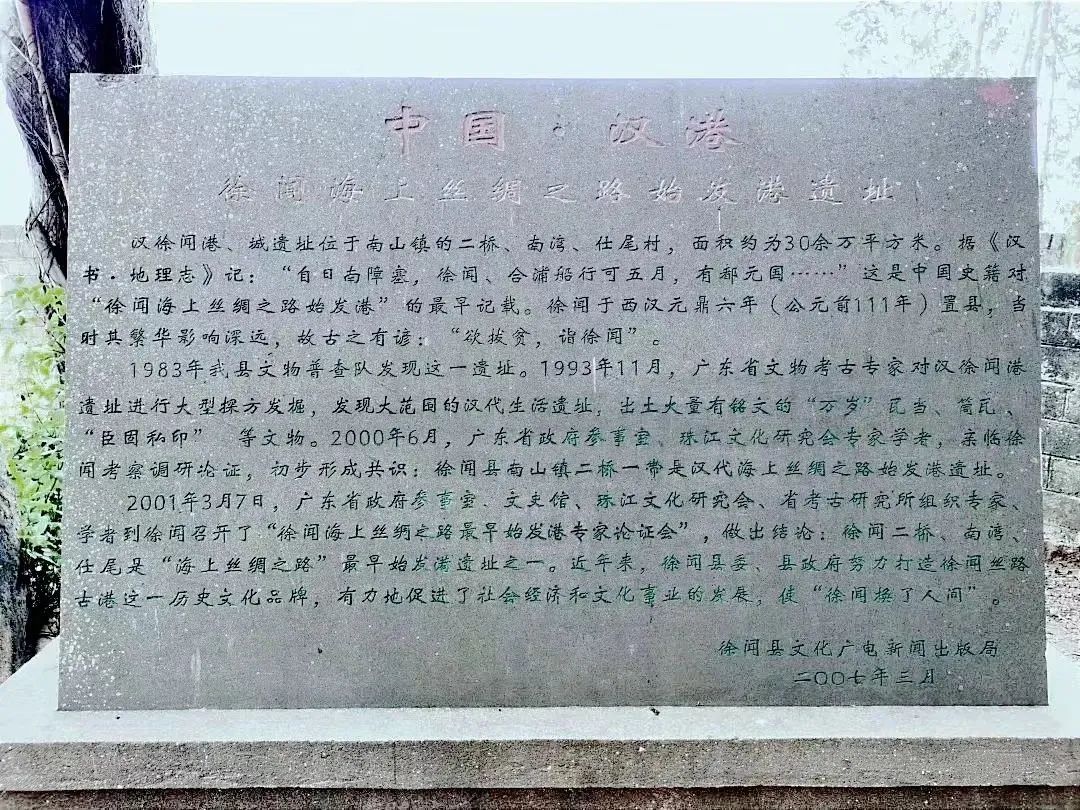 中国·汉港
徐闻海上丝绸之路始发港遗址
汉徐闻港、城遗址位于南山镇的二桥、南湾、仕尾村，面积约为30余万平方米。据《汉
书·地理志》记：“自日南障塞，徐闻、合浦船行可五月，有都元国……”这是中国史籍对
“徐闻海上丝绸之路始发港”的最早记载。徐闻于西汉元鼎六年（公元前111年）置县，当
时其繁华影响深远，故古之有谚：“欲拔贫，诣徐闻”。
1983年我县文物普查队发现这一遗址。1993年11月，广东省文物考古专家对汉徐闻港
遗址进行大型探方发掘，发现大范围的汉代生活遗址，出土大量有铭文的“万岁”瓦当、筒瓦、
“臣固私印” 等文物。2000年6月，广东省政府参事室、珠江文化研究会专家学者，亲临徐
闻考察调研论证，初步形成共识：徐闻县南山镇二桥一带是汉代海上丝绸之路始发港遗址。
2001年3月7日，广东省政府参事室、文史馆、珠江文化研究会、省考古研究所组织专家、
学者到徐闻召开了“徐闻海上丝绸之路最早始发港专家论证会”，做出结论：徐闻二桥、南湾、
仕尾是“海上丝绸之路”最早始发港遗址之一。近年来，徐闻县委、县政府努力打造徐闻丝路
古港这一历史文化品牌，有力地促进了社会经济和文化事业的发展，使“徐闻换了人间”。
徐闻县文化广电新闻出版局
二〇〇七年三月